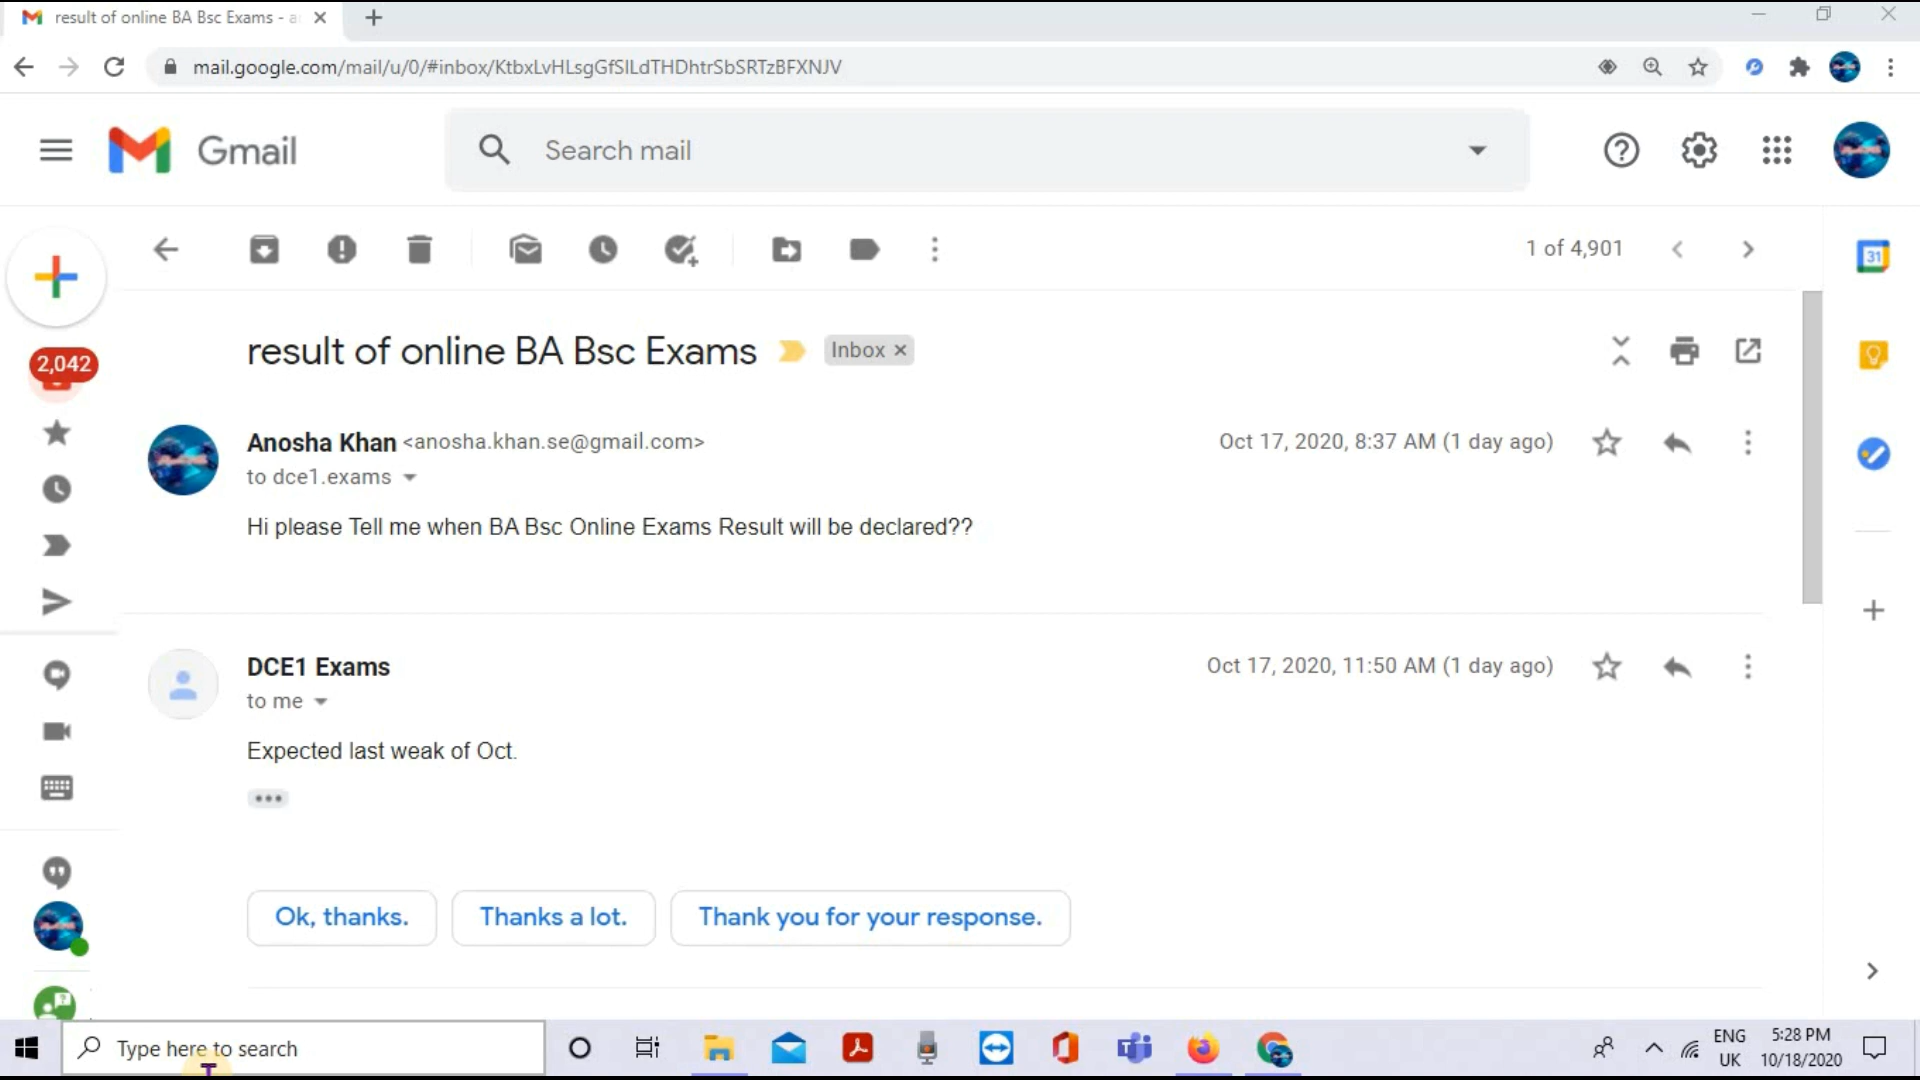 result of online BA Bsc Exams - a
mail.google.com/mail/u/0/#inbox/KtbxLvHLsgGfSlLdTHDhtrSbSRTzBFXNJV
Gmail
Search mail
1 of 4,901
31
2,042
result of online BA Bsc Exams
Inbox ×
Anosha Khan <anosha.khan.se@gmail.com>
Oct 17, 2020, 8:37 AM (1 day ago)
to dce1.exams
Hi please Tell me when BA Bsc Online Exams Result will be declared??
DCE1 Exams
Oct 17, 2020, 11:50 AM (1 day ago)
to me
Expected last weak of Oct.
Ok, thanks.
Thanks a lot.
Thank you for your response.
Type here to search
ENG
UK
5:28 PM
10/18/2020